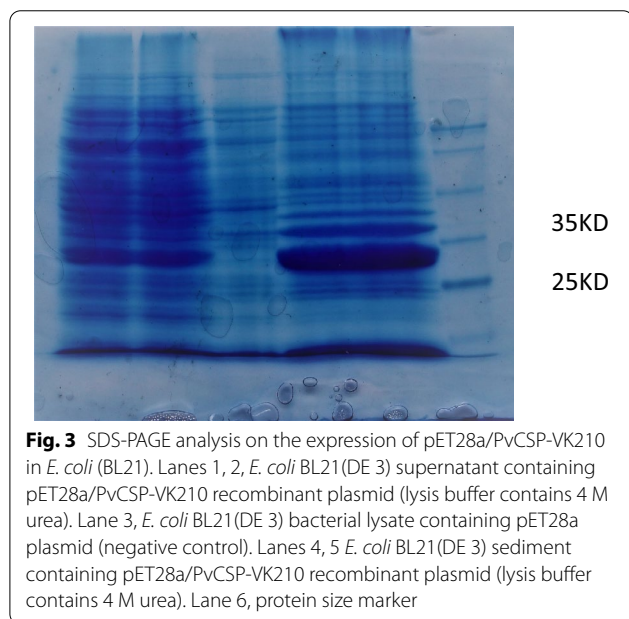 35KD
25KD
Fig. 3 SDS-PAGE analysis on the expression of pET28a/PvCSP-VK210
in E. coli (BL21). Lanes 1, 2, E. coli BL21(DE 3) supernatant containing
pET28a/PvCSP-VK210 recombinant plasmid (lysis buffer contains 4 M
urea). Lane 3, E. coli BL21(DE 3) bacterial lysate containing pET28a
plasmid (negative control). Lanes 4, 5 E. coli BL21(DE 3) sediment
containing pET28a/PvCSP-VK210 recombinant plasmid (lysis buffer
contains 4 M urea). Lane 6, protein size marker